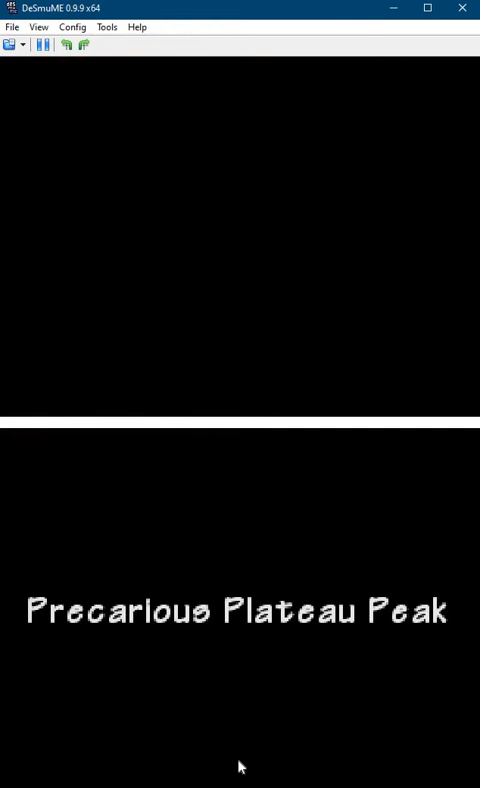 DeSmuME 0.9.9 x64
File View Config Tools Help
Precarious Plateau Peak